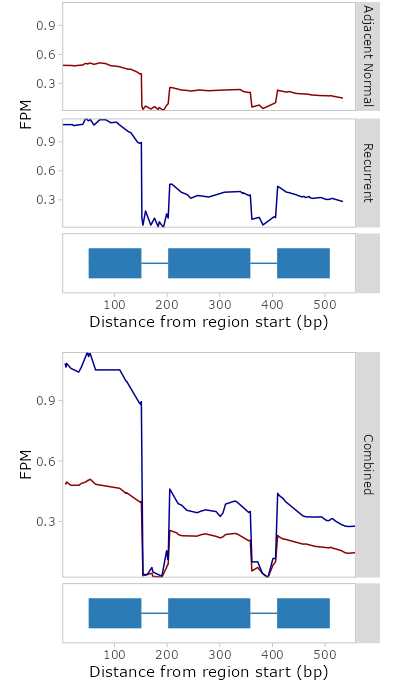 Adjacent Normal
0.9
0.6
0.3
FPM
Recurrent
0.9
0.6
0.3
100 200 300 400 500
Distance from region start (bp)
Combined
0.9
0.6
0.3
FPM
100 200 300 400 500
Distance from region start (bp)